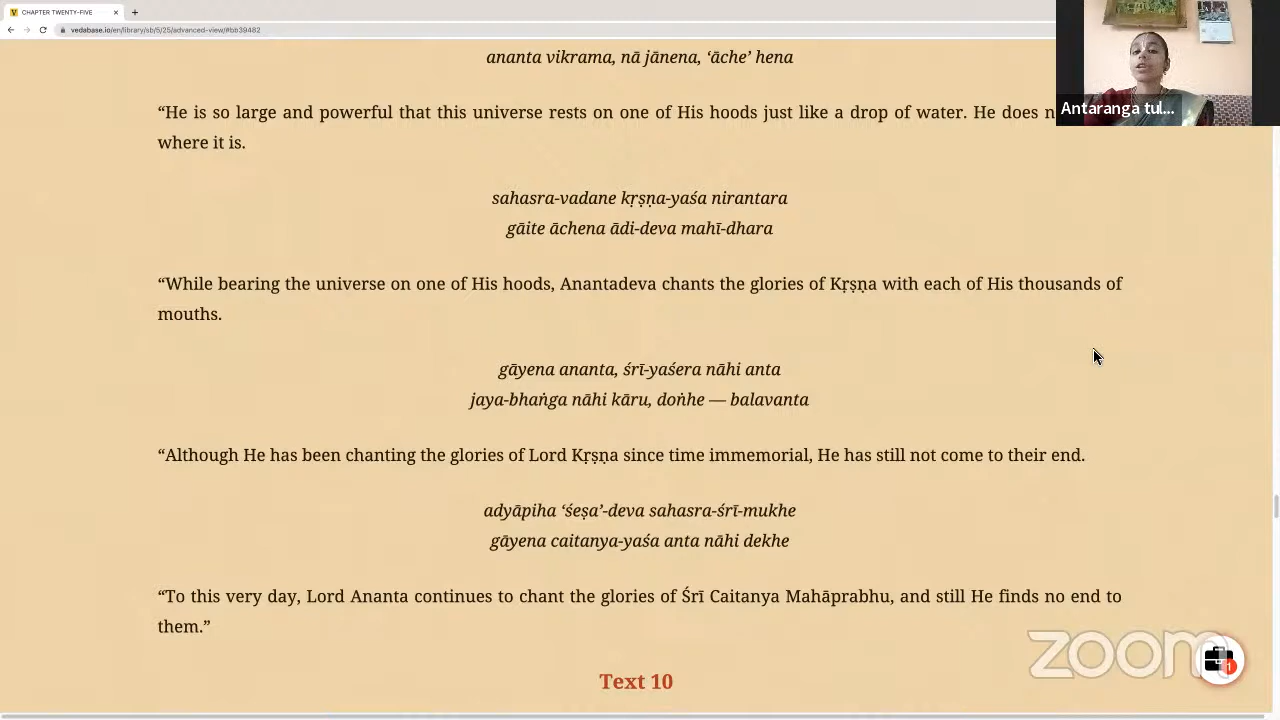 CHAPTER TWENTY-FIVE
vedabase.io/en/library/sb/5/25/advanced-view/#bb39482
Antaranga tul...
ananta vikrama, nā jānena, ‘āche’ hena
“He is so large and powerful that this universe rests on one of His hoods just like a drop of water. He does
where it is.
sahasra-vadane kṛṣṇa-yaśa nirantara
gāite āchena ādi-deva mahī-dhara
“While bearing the universe on one of His hoods, Anantadeva chants the glories of Kṛṣṇa with each of His thousands of
mouths.
gāyena ananta, śrī-yaśera nāhi anta
jaya-bhaṅga nāhi kāru, doṅhe — balavanta
“Although He has been chanting the glories of Lord Kṛṣṇa since time immemorial, He has still not come to their end.
adyāpiha ‘śeṣa’-deva sahasra-śrī-mukhe
gāyena caitanya-yaśa anta nāhi dekhe
“To this very day, Lord Ananta continues to chant the glories of Śrī Caitanya Mahāprabhu, and still He finds no end to
them.”
zoom
1
Text 10